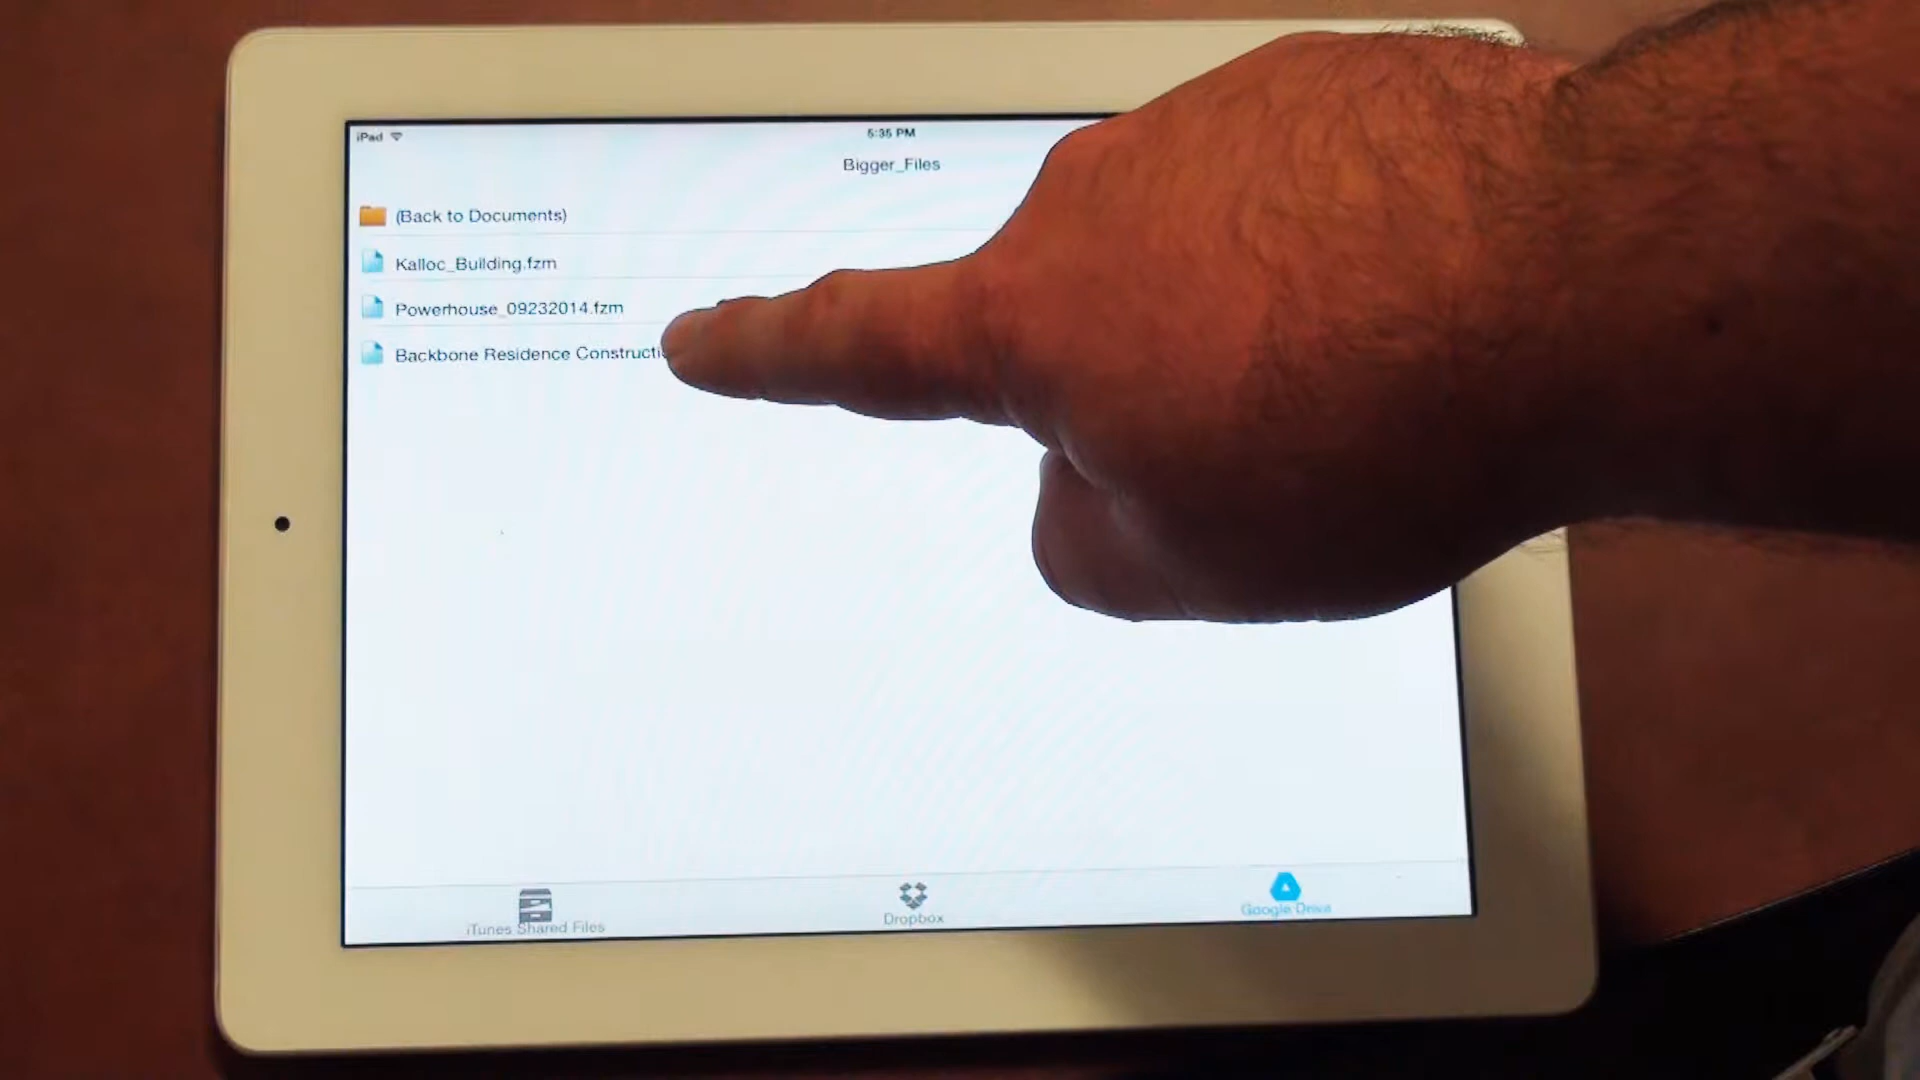 iPad
5:35 PM
Bigger_Files
(Back to Documents)
Kalloc_Building.fzm
Powerhouse_09232014.fzm
Backbone Residence
iTunes Shared Files
Dropbox
Google Drive